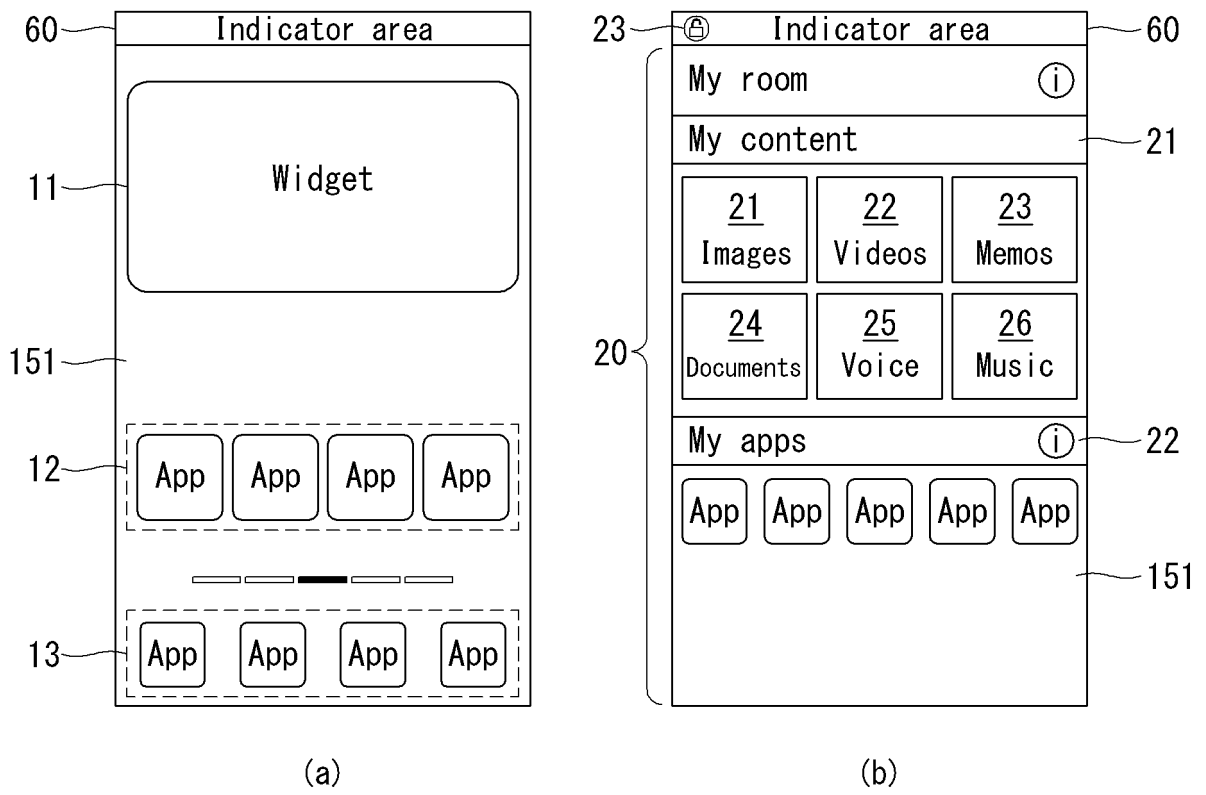 60
Indicator area
11
Widget
151
12
App App App App
13
App App App App
(a)
23
Indicator area
60
My room i
My content
21
21 22 23
Images Videos Memos
20
24 25 26
Documents Voice Music
My apps i
22
App App App App App
151
(b)